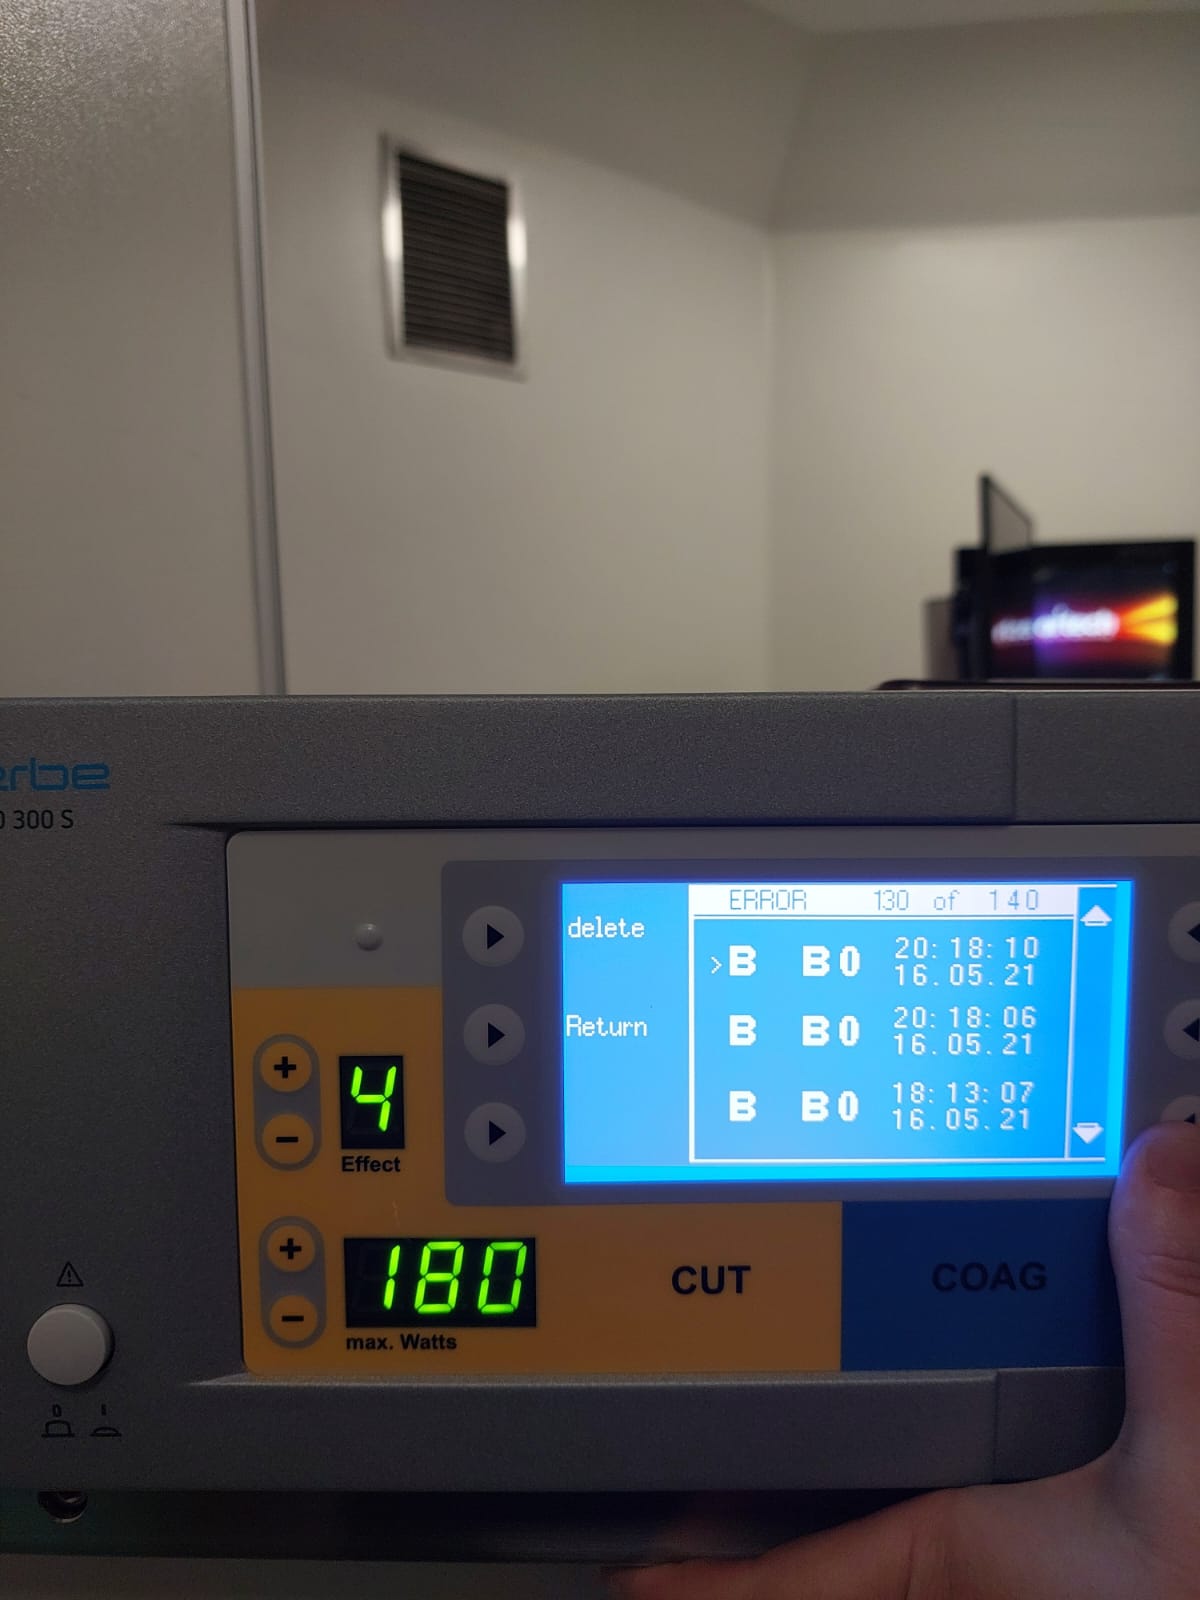 erbe
300 S
delete
Return
ERROR 130 of 140
>B B0 20:18:10
16.05.21
B B0 20:18:06
16.05.21
B B0 18:13:07
16.05.21
+
4
−
Effect
+
180
−
max. Watts
CUT
COAG
0 I